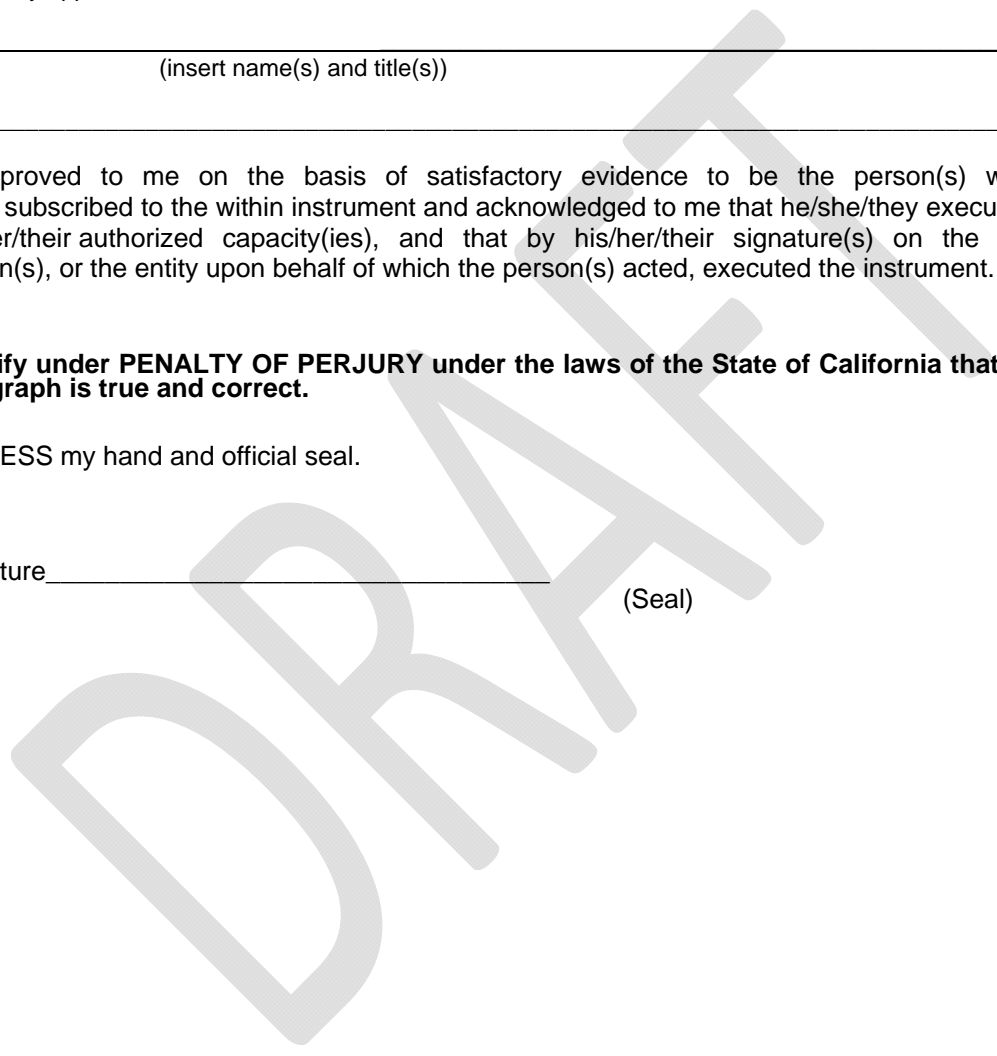 (insert name(s) and title(s))
proved to me on the basis of satisfactory evidence to be the person(s)
subscribed to the within instrument and acknowledged to me that he/she/they execu
er/their authorized capacity(ies), and that by his/her/their signature(s) on the
n(s), or the entity upon behalf of which the person(s) acted, executed the instrument.
ify under PENALTY OF PERJURY under the laws of the State of California that
graph is true and correct.
ESS my hand and official seal.
ture____________________________________
(Seal)
DRAFT